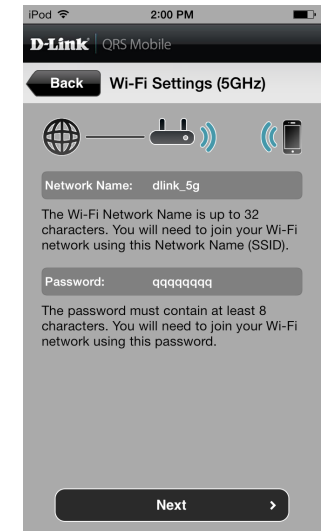 iPod 2:00 PM
D-Link QRS Mobile
Back Wi-Fi Settings (5GHz)
Network Name: dlink_5g
The Wi-Fi Network Name is up to 32
characters. You will need to join your Wi-Fi
network using this Network Name (SSID).
Password: qqqqqqqq
The password must contain at least 8
characters. You will need to join your Wi-Fi
network using this password.
Next